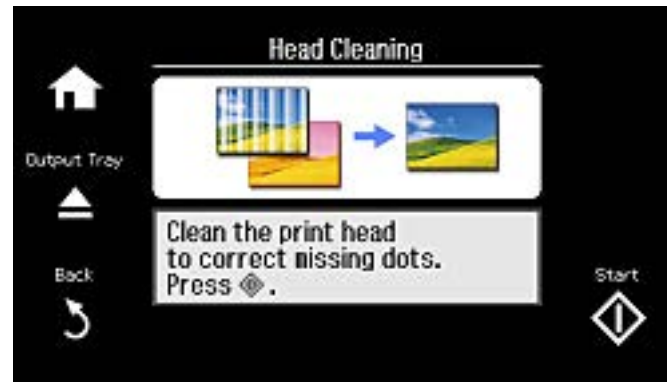 Head Cleaning
Output Tray
Clean the print head
to correct missing dots.
Press .
Back
Start